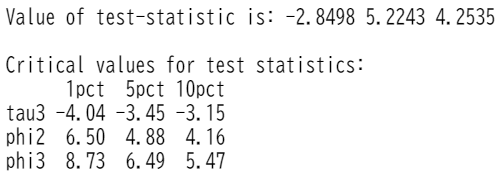 Value of test-statistic is: -2.8498 5.2243 4.2535

Critical values for test statistics:
      1pct  5pct 10pct
tau3 -4.04 -3.45 -3.15
phi2  6.50  4.88  4.16
phi3  8.73  6.49  5.47